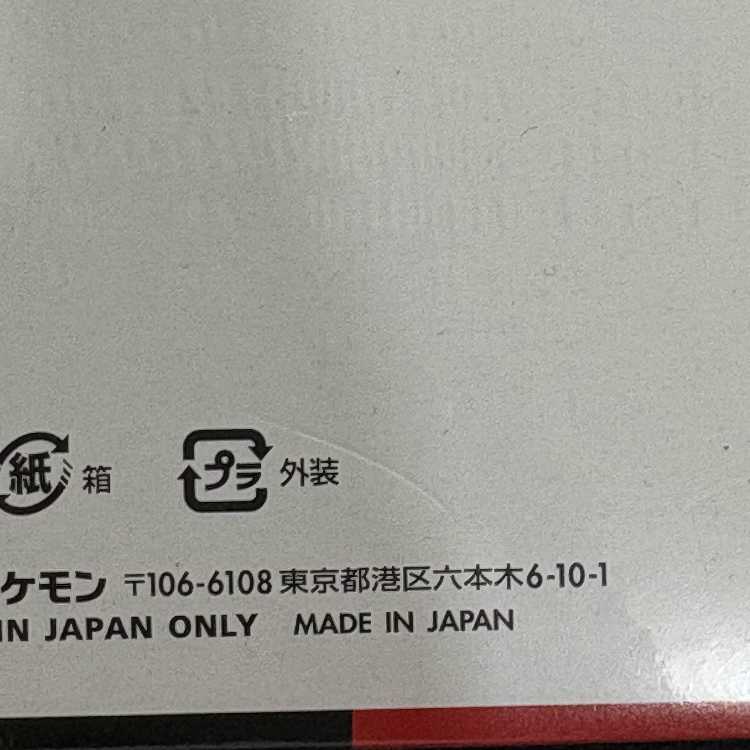 紙 箱 プラ 外装
ケモン 〒106-6108 東京都港区六本木6-10-1
IN JAPAN ONLY MADE IN JAPAN